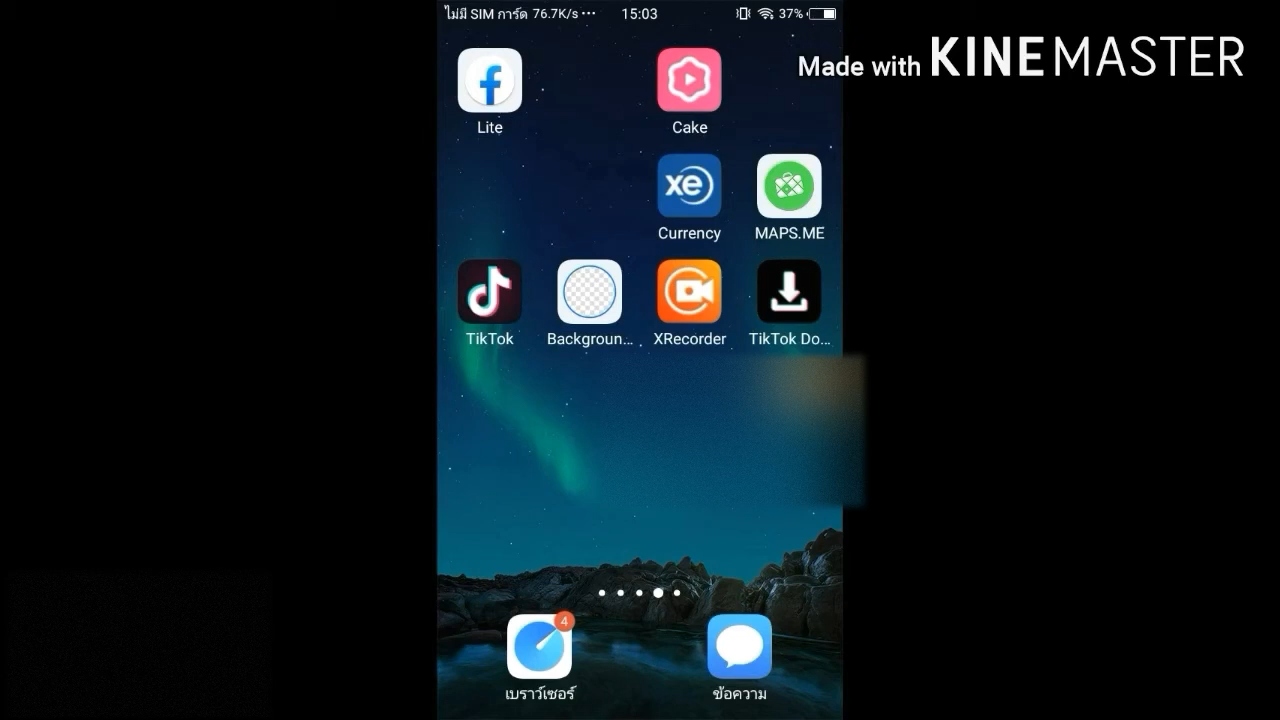 ไม่มี SIM การ์ด 76.7K/s ··· 15:03 37%
Made with KINEMASTER
Lite Cake
xe
Currency MAPS.ME
TikTok Backgroun... XRecorder TikTok Do...
4
เบราว์เซอร์ ข้อความ